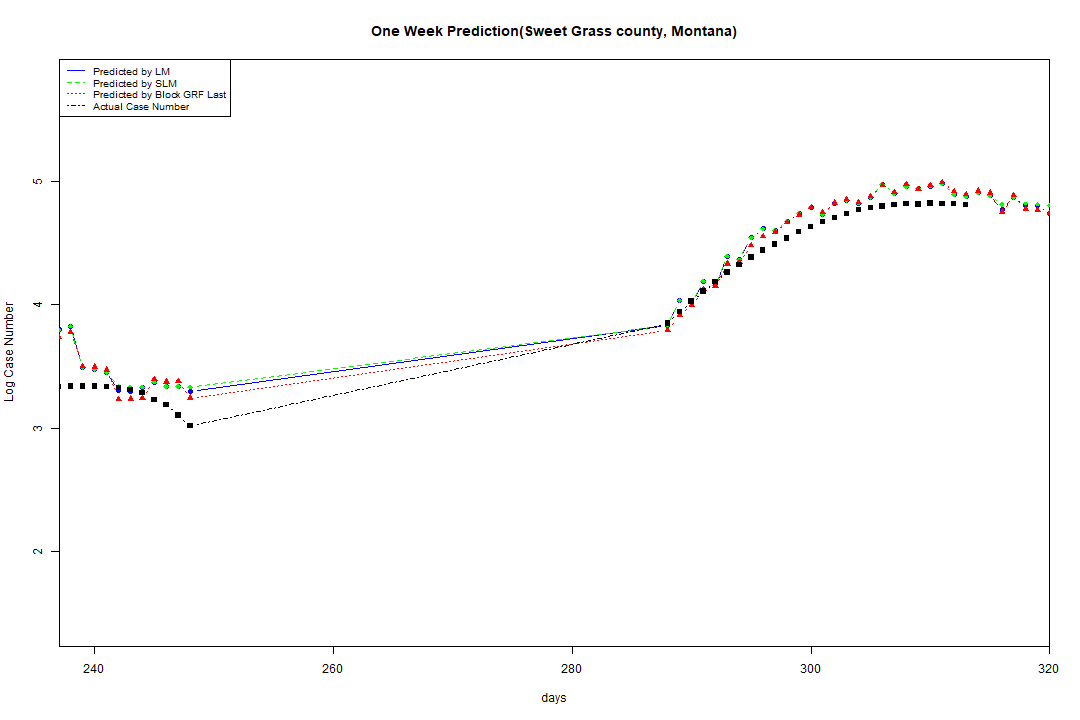 One Week Prediction(Sweet Grass county, Montana)
Predicted by LM
Predicted by SLM
Predicted by Block GRF Last
Actual Case Number
5
4
3
2
Log Case Number
240
260
280
300
320
days